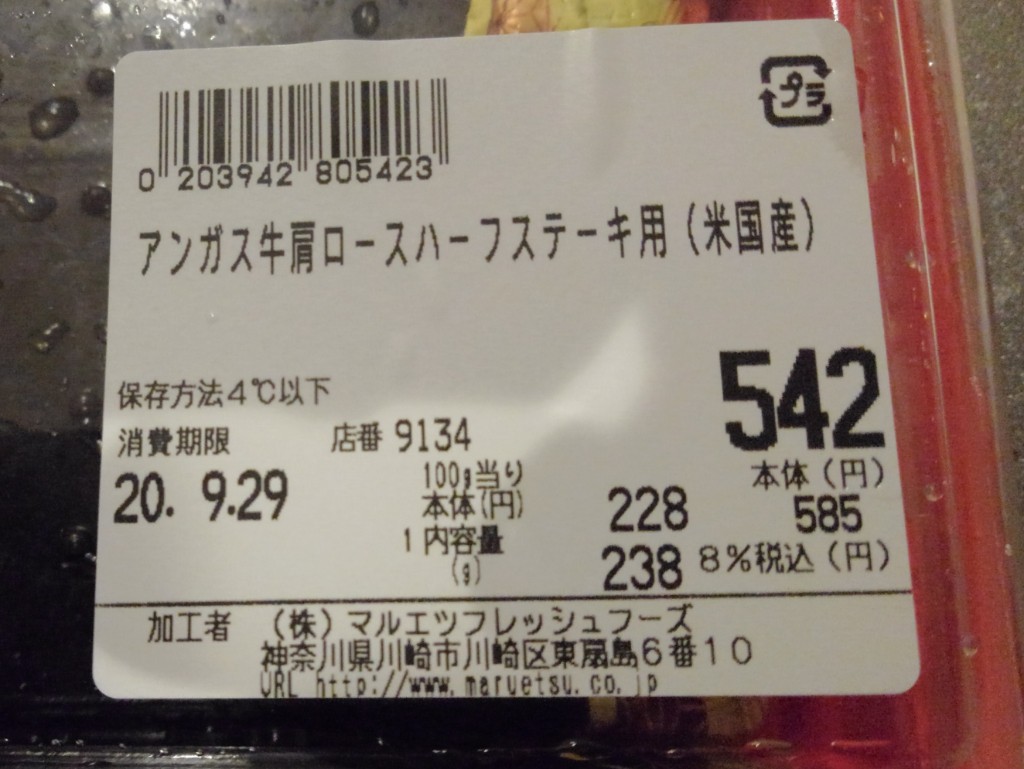 プラ
0 203942 805423
アンガス牛肩ロースハーフステーキ用(米国産)
保存方法4℃以下
542
消費期限 店番 9134
本体(円)
20. 9.29
100g当り
本体(円) 228
585
1 内容量
(g) 238
8%税込(円)
加工者 (株)マルエツフレッシュフーズ
神奈川県川崎市川崎区東扇島6番10
URL http://www.maruetsu.co.jp